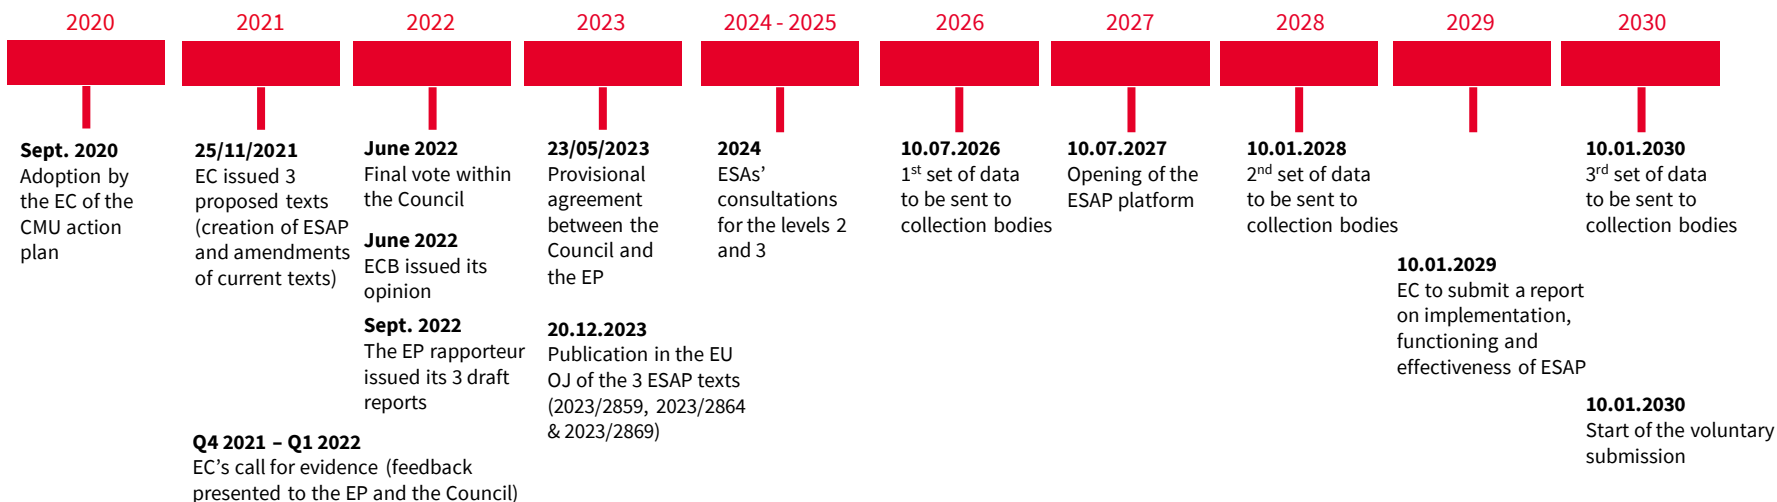 2020
2021
2022
2023
2024 - 2025
2026
2027
2028
2029
2030
Sept. 2020
Adoption by
the EC of the
CMU action
plan
25/11/2021
EC issued 3
proposed texts
(creation of ESAP
and amendments
of current texts)
Q4 2021 – Q1 2022
EC's call for evidence (feedback
presented to the EP and the Council)
June 2022
Final vote within
the Council
June 2022
ECB issued its
opinion
Sept. 2022
The EP rapporteur
issued its 3 draft
reports
23/05/2023
Provisional
agreement
between the
Council and
the EP
20.12.2023
Publication in the EU
OJ of the 3 ESAP texts
(2023/2859, 2023/2864
& 2023/2869)
2024
ESAs'
consultations
for the levels 2
and 3
10.07.2026
1st set of data
to be sent to
collection bodies
10.07.2027
Opening of the
ESAP platform
10.01.2028
2nd set of data
to be sent to
collection bodies
10.01.2029
EC to submit a report
on implementation,
functioning and
effectiveness of ESAP
10.01.2030
3rd set of data
to be sent to
collection bodies
10.01.2030
Start of the voluntary
submission